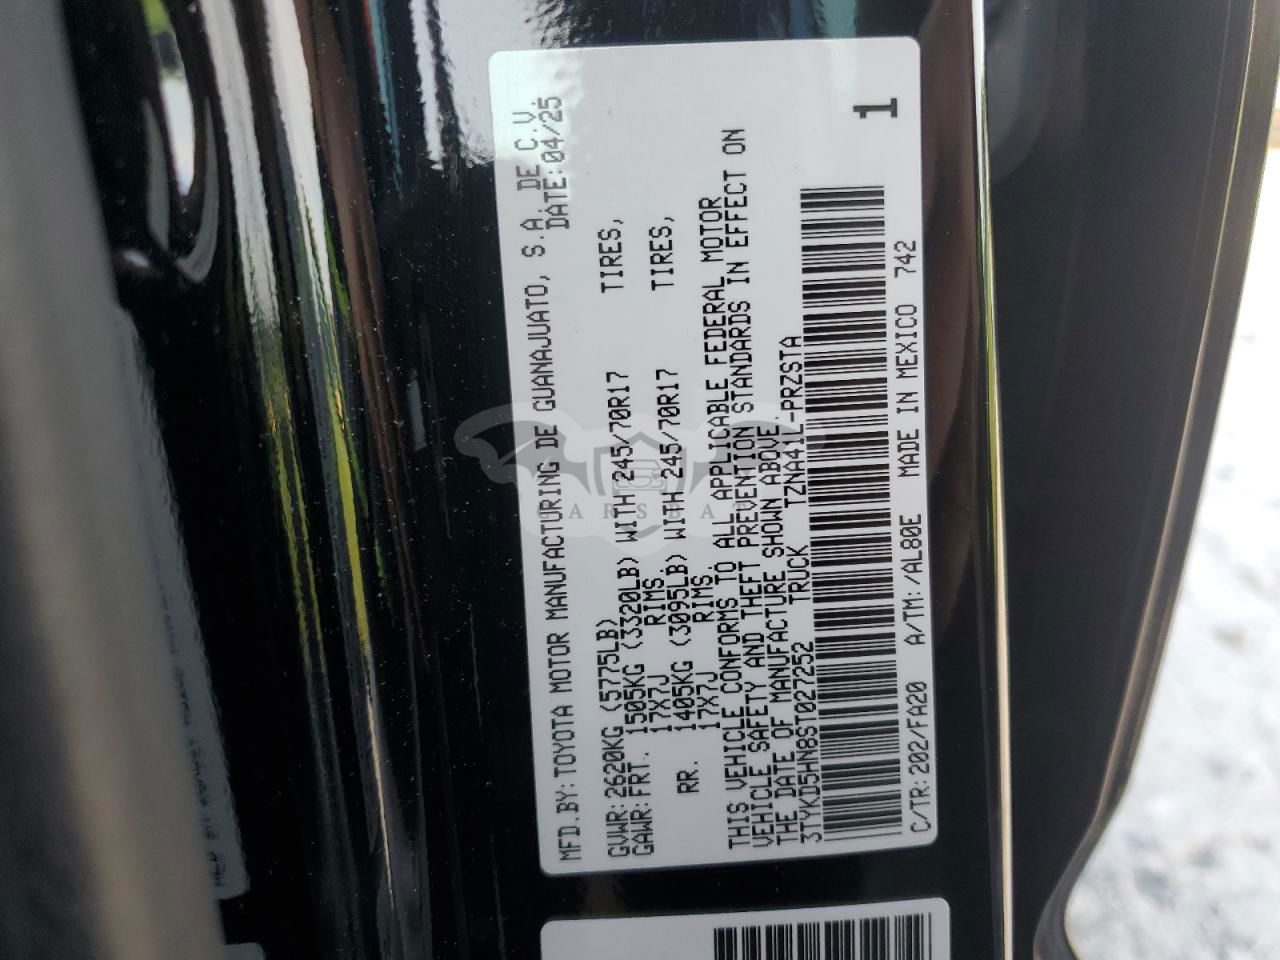 MFD.BY:TOYOTA MOTOR MANUFACTURING DE GUANAJUATO, S.A. DE C.V.
DATE:04/25
GVWR:2620KG (5775LB)
GAWR:FRT. 1505KG (3320LB) WITH 245/70R17 TIRES,
17X7J RIMS.
RR. 1405KG (3095LB) WITH 245/70R17 TIRES,
17X7J RIMS.
THIS VEHICLE CONFORMS TO ALL APPLICABLE FEDERAL MOTOR
VEHICLE SAFETY AND THEFT PREVENTION STANDARDS IN EFFECT ON
THE DATE OF MANUFACTURE SHOWN ABOVE.
3TYKD5HN8ST027252 TRUCK TZNA41L-PRZSTA
1
C/TR:202/FA20 A/TM:/AL80E MADE IN MEXICO 742
CARSBAT